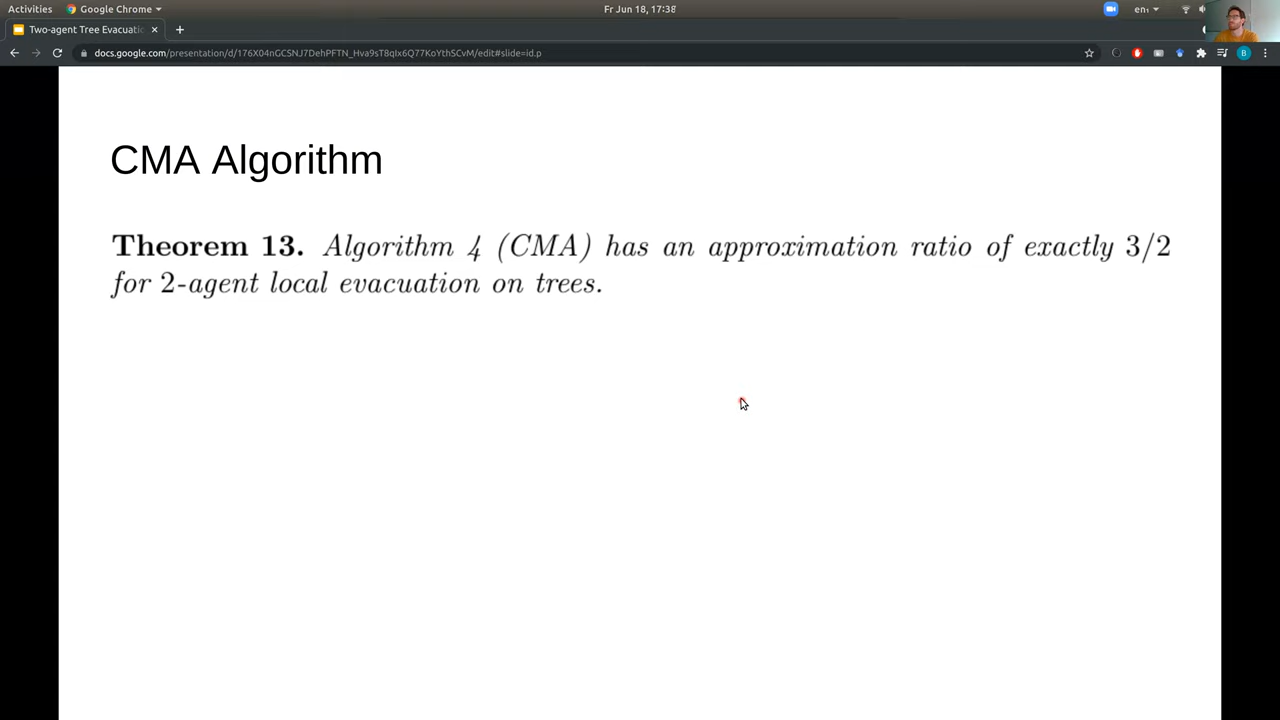 Activities Google Chrome Fr Jun 18, 17:38 en₁
Two-agent Tree Evacuati
docs.google.com/presentation/d/176X04nGCSNJ7DehPFTN_Hva9sT8qIx6Q77KoYthSCvM/edit#slide=id.p B
CMA Algorithm
Theorem 13. Algorithm 4 (CMA) has an approximation ratio of exactly 3/2
for 2-agent local evacuation on trees.